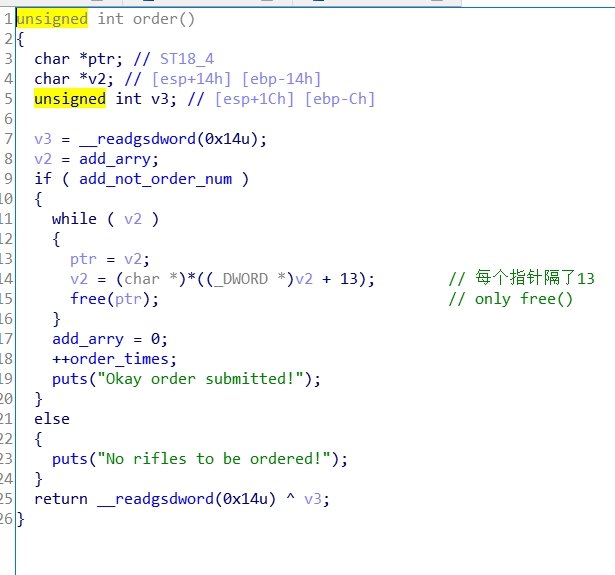 1 unsigned int order()
2 {
3 char *ptr; // ST18_4
4 char *v2; // [esp+14h] [ebp-14h]
5 unsigned int v3; // [esp+1Ch] [ebp-Ch]
6
7 v3 = __readgsdword(0x14u);
8 v2 = add_arry;
9 if ( add_not_order_num )
10 {
11 while ( v2 )
12 {
13 ptr = v2;
14 v2 = (char *)*((_DWORD *)v2 + 13); // 每个指针隔了13
15 free(ptr); // only free()
16 }
17 add_arry = 0;
18 ++order_times;
19 puts("Okay order submitted!");
20 }
21 else
22 {
23 puts("No rifles to be ordered!");
24 }
25 return __readgsdword(0x14u) ^ v3;
26 }